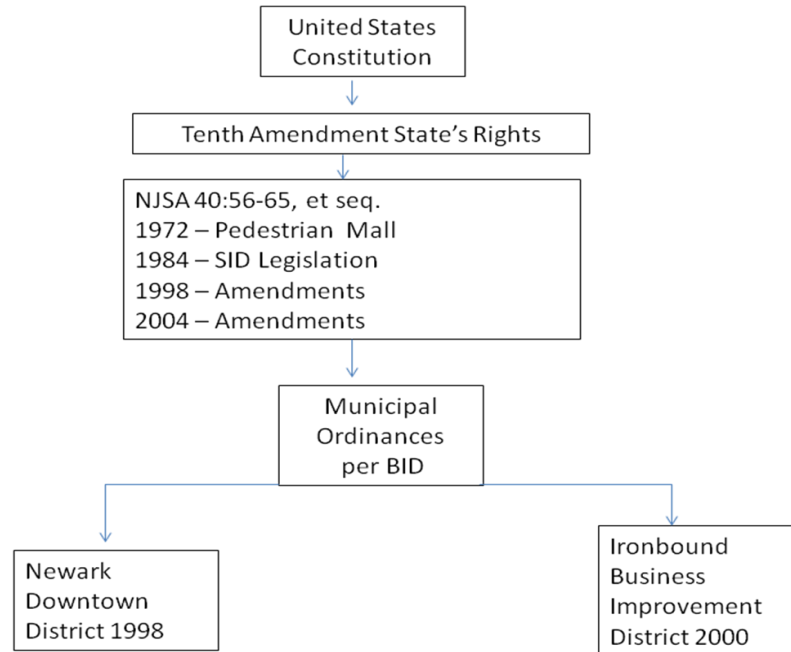 United States
Constitution
Tenth Amendment State's Rights
NJSA 40:56-65, et seq.
1972 – Pedestrian Mall
1984 – SID Legislation
1998 – Amendments
2004 – Amendments
Municipal
Ordinances
per BID
Newark
Downtown
District 1998
Ironbound
Business
Improvement
District 2000